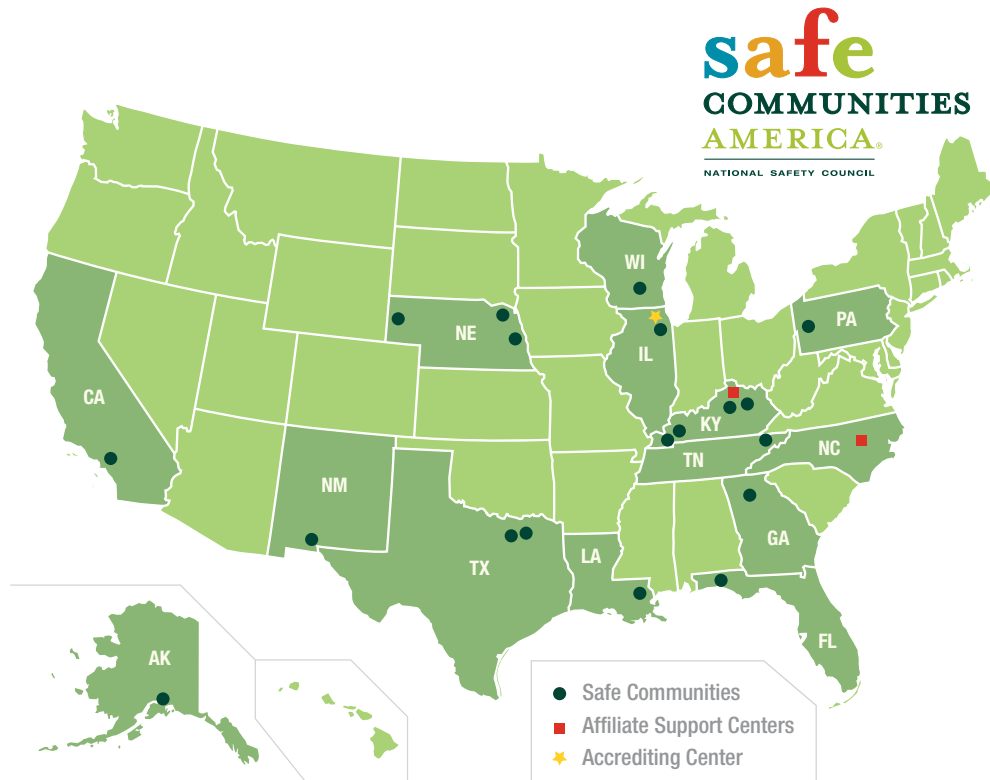 safe
COMMUNITIES
AMERICA®
NATIONAL SAFETY COUNCIL
WI
NE
PA
IL
CA
KY
NC
TN
NM
GA
LA
TX
FL
AK
Safe Communities
Affiliate Support Centers
Accrediting Center